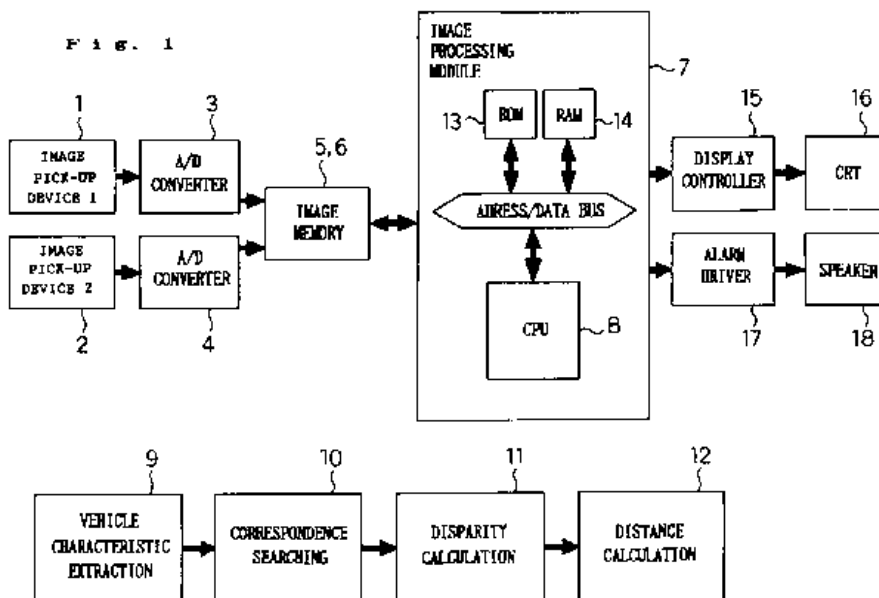 Fig. 1
IMAGE
PROCESSING
MODULE
7
1
3
5,6
13
ROM
RAM
14
15
16
IMAGE
PICK-UP
DEVICE 1
A/D
CONVERTER
IMAGE
MEMORY
DISPLAY
CONTROLLER
CRT
ADRESS/DATA BUS
IMAGE
PICK-UP
DEVICE 2
A/D
CONVERTER
ALARM
DRIVER
SPEAKER
2
4
CPU
8
17
18
9
10
11
12
VEHICLE
CHARACTERISTIC
EXTRACTION
CORRESPONDENCE
SEARCHING
DISPARITY
CALCULATION
DISTANCE
CALCULATION